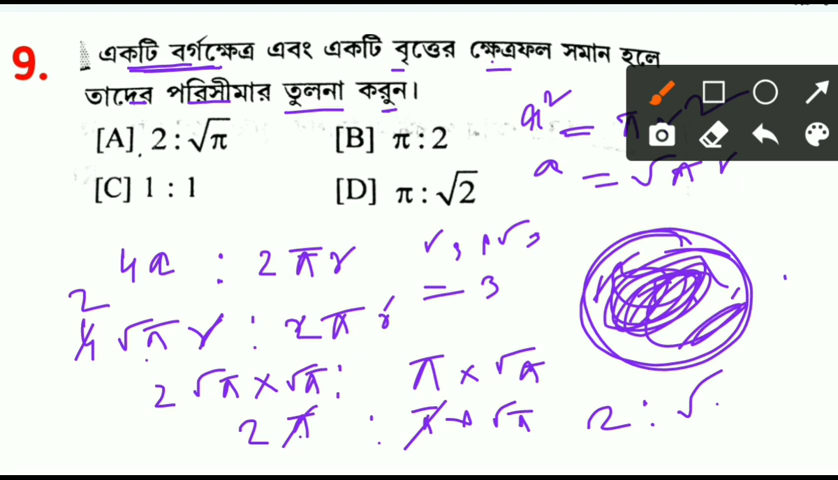 9. একটি বর্গক্ষেত্র এবং একটি বৃত্তের ক্ষেত্রফল সমান হলে
তাদের পরিসীমার তুলনা করুন।
[A] 2 : √π [B] π : 2
[C] 1 : 1 [D] π : √2
a² = π
a = √π r
4a : 2πr
= 3
2
4√π r : 2πr
2√π × √π : π × √π
2π : π × √π 2 : √